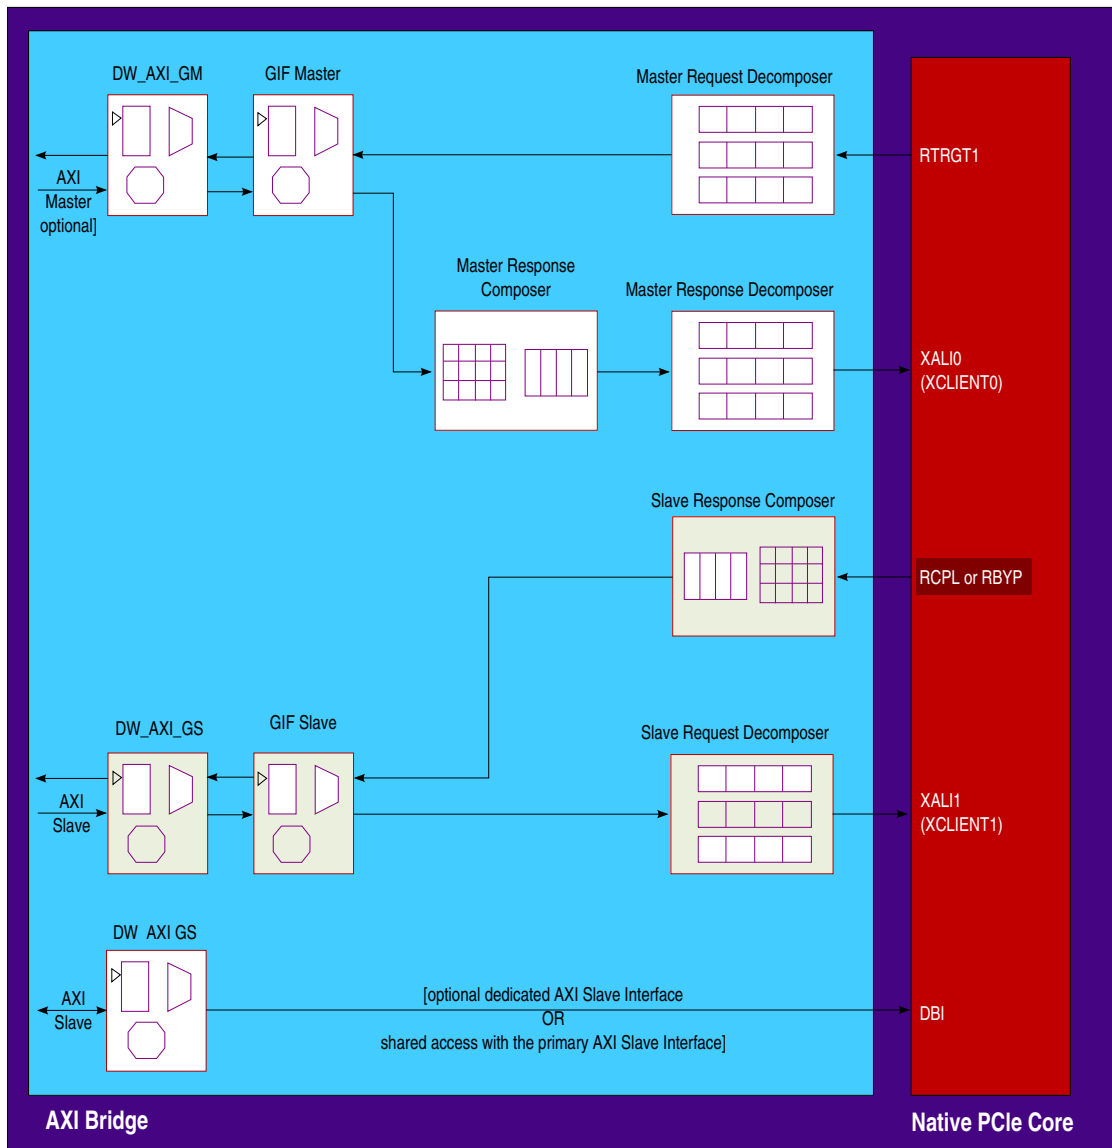 DW_AXI_GM
GIF Master
Master Request Decomposer
AXI
Master
optional]
RTRGT1
Master Response
Composer
Master Response Decomposer
XALI0
(XCLIENT0)
Slave Response Composer
RCPL or RBYP
DW_AXI_GS
GIF Slave
Slave Request Decomposer
AXI
Slave
XALI1
(XCLIENT1)
DW AXI GS
AXI
Slave
[optional dedicated AXI Slave Interface
OR
shared access with the primary AXI Slave Interface]
DBI
AXI Bridge
Native PCIe Core